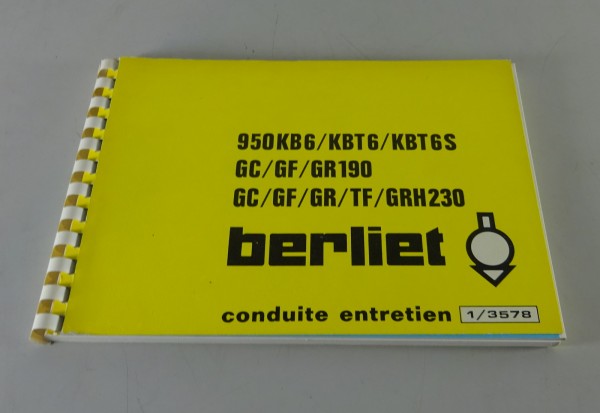 950KB6/KBT6/KBT6S
GC/GF/GR190
GC/GF/GR/TF/GRH230
berliet
conduite entretien 1/3578